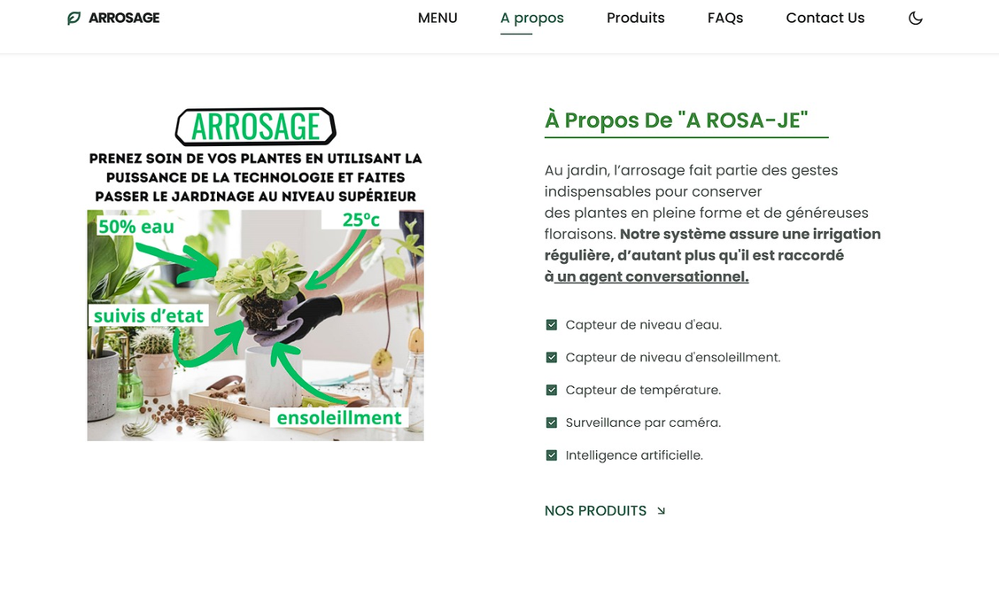 ARROSAGE
MENU
A propos
Produits
FAQs
Contact Us
ARROSAGE
PRENEZ SOIN DE VOS PLANTES EN UTILISANT LA
PUISSANCE DE LA TECHNOLOGIE ET FAITES
PASSER LE JARDINAGE AU NIVEAU SUPÉRIEUR
50% eau
25°c
suivis d'etat
ensoleillment
À Propos De "A ROSA-JE"
Au jardin, l'arrosage fait partie des gestes
indispensables pour conserver
des plantes en pleine forme et de généreuses
floraisons. Notre système assure une irrigation
régulière, d'autant plus qu'il est raccordé
à un agent conversationnel.
Capteur de niveau d'eau.
Capteur de niveau d'ensoleillment.
Capteur de température.
Surveillance par caméra.
Intelligence artificielle.
NOS PRODUITS